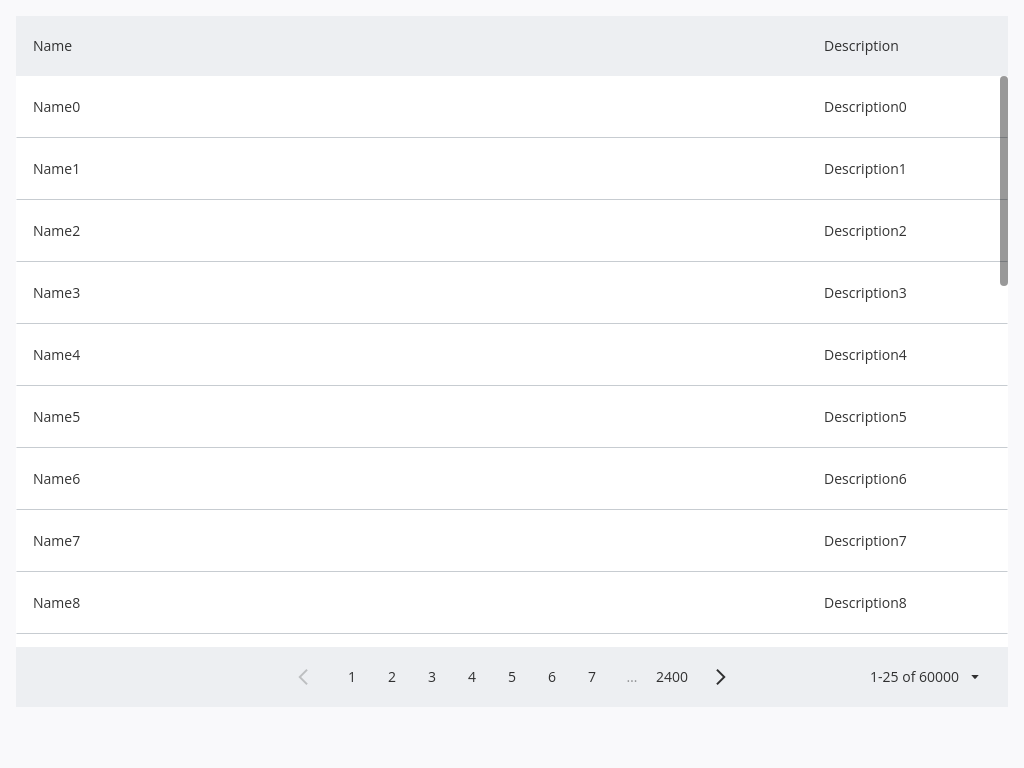 Name Description
Name0 Description0
Name1 Description1
Name2 Description2
Name3 Description3
Name4 Description4
Name5 Description5
Name6 Description6
Name7 Description7
Name8 Description8
1 2 3 4 5 6 7 ... 2400 1-25 of 60000